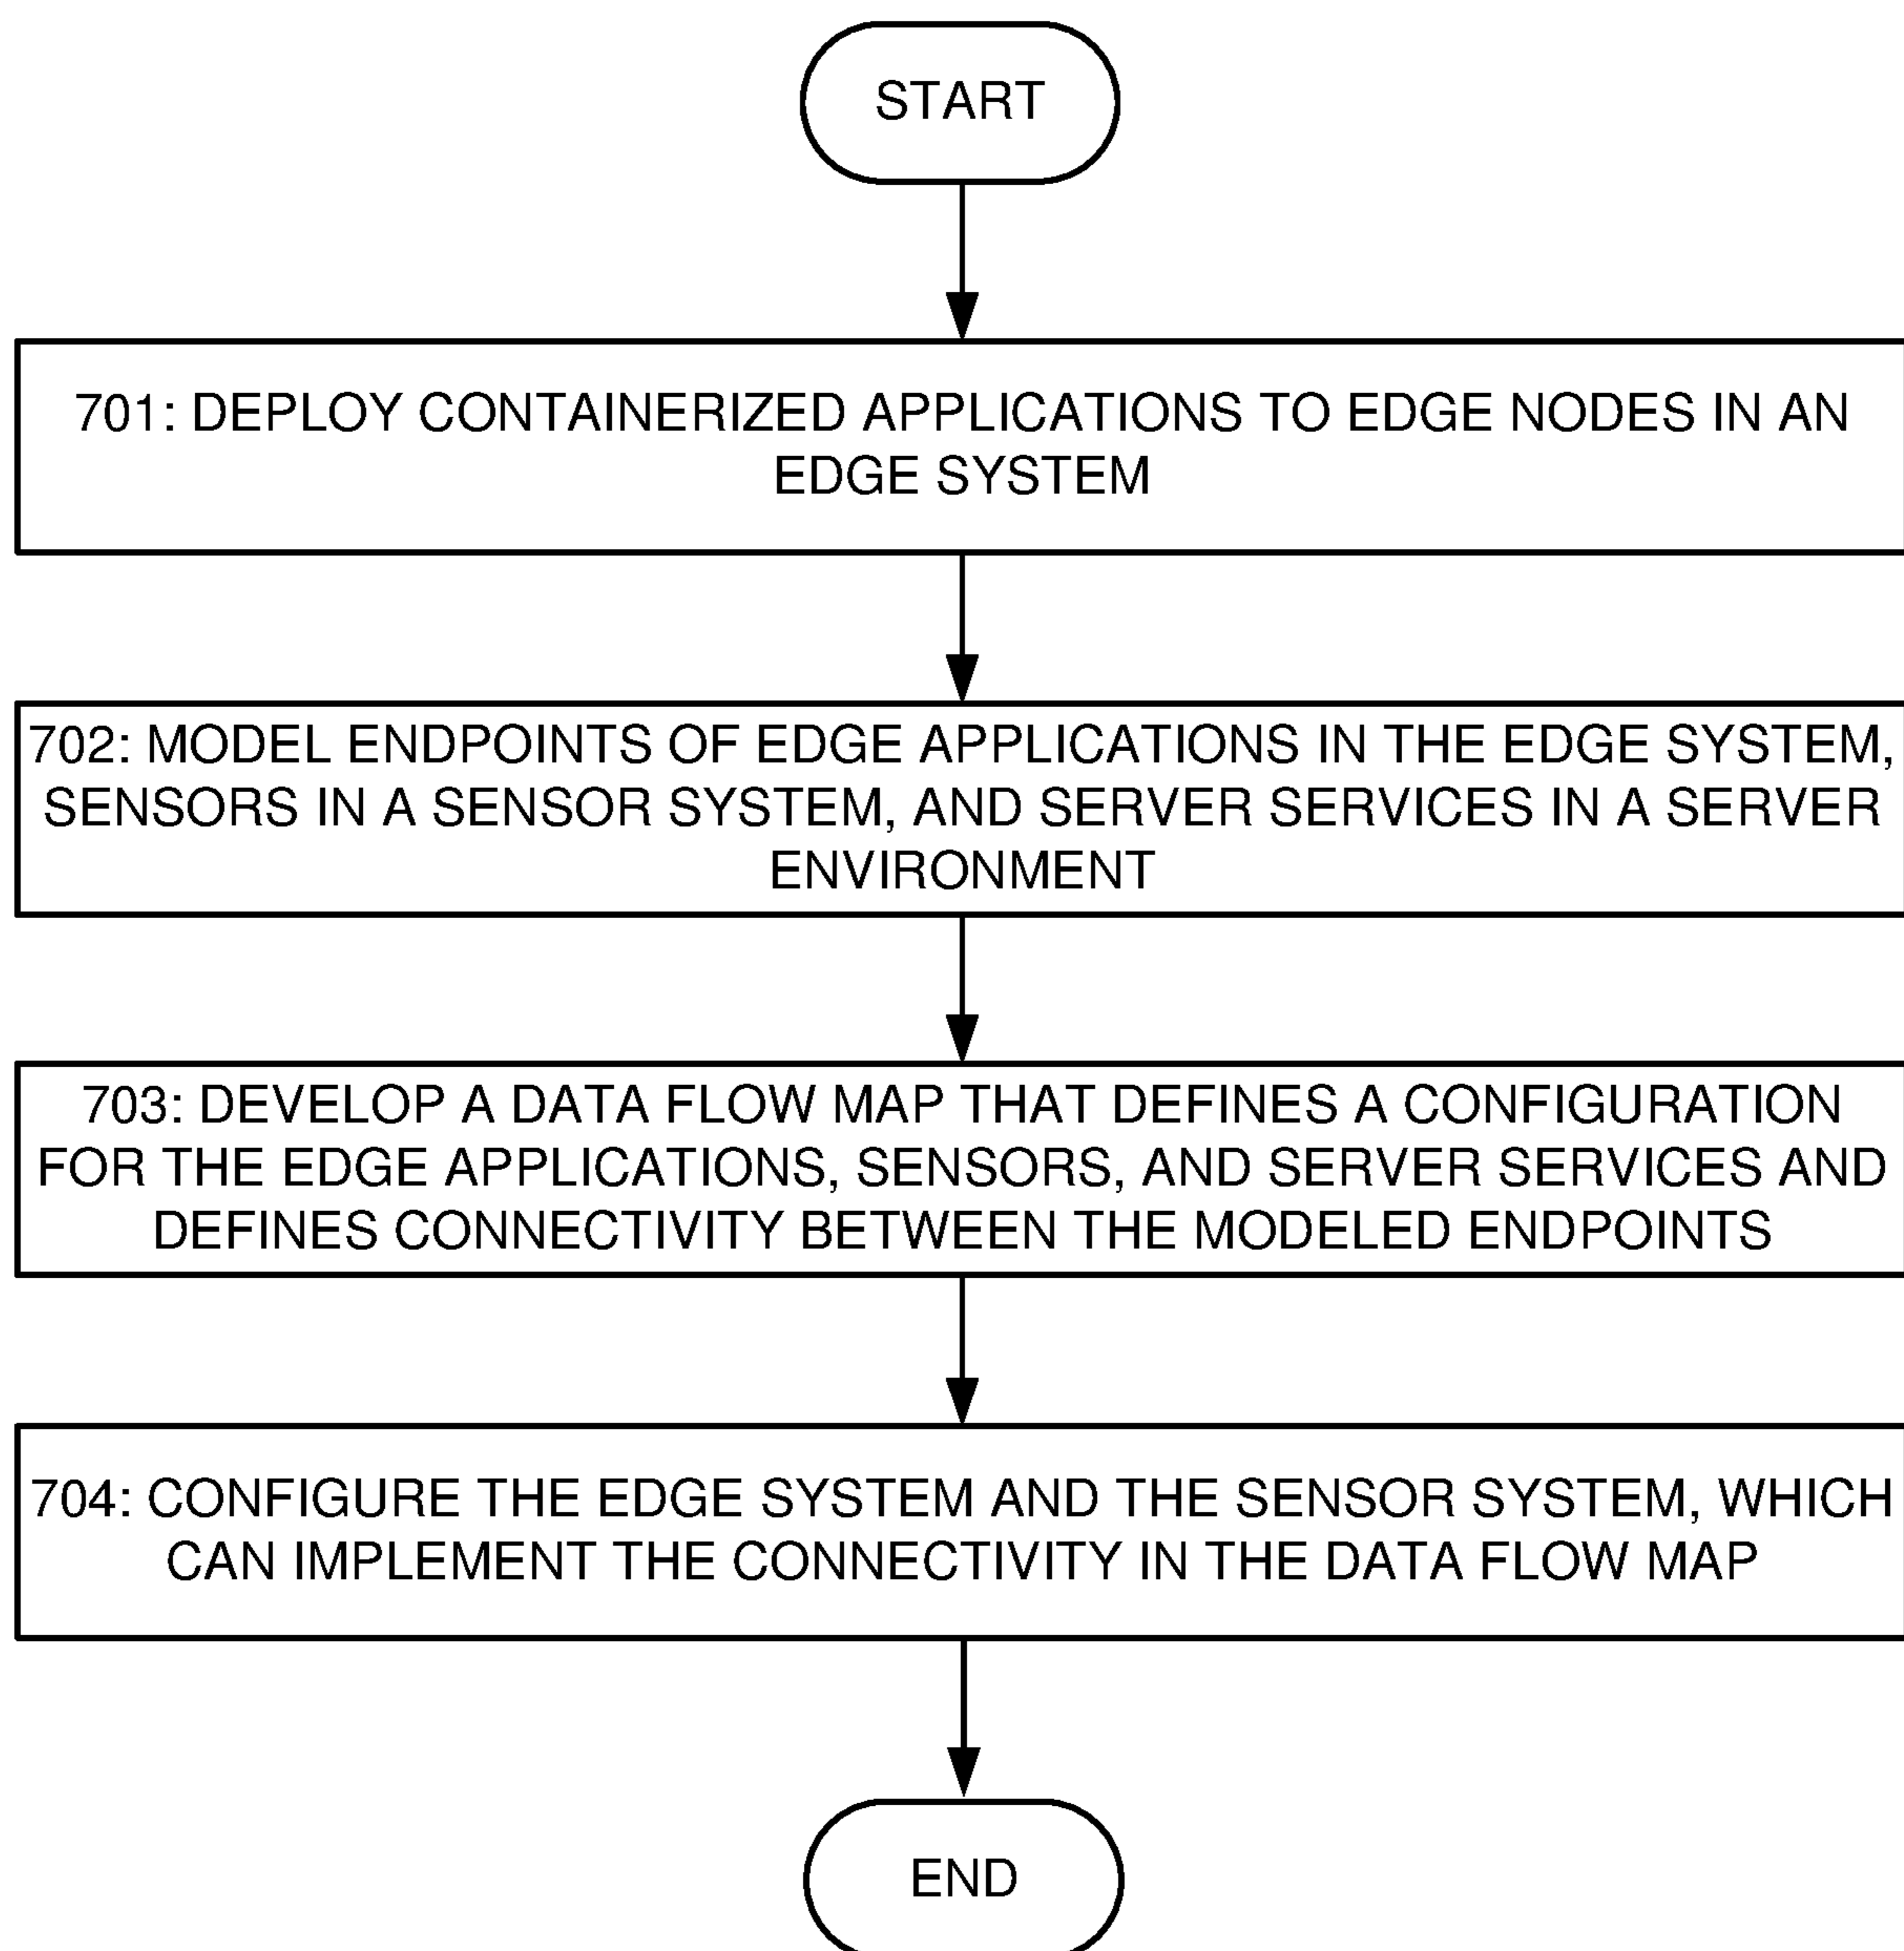 START
701: DEPLOY CONTAINERIZED APPLICATIONS TO EDGE NODES IN AN
EDGE SYSTEM
702: MODEL ENDPOINTS OF EDGE APPLICATIONS IN THE EDGE SYSTEM,
SENSORS IN A SENSOR SYSTEM, AND SERVER SERVICES IN A SERVER
ENVIRONMENT
703: DEVELOP A DATA FLOW MAP THAT DEFINES A CONFIGURATION
FOR THE EDGE APPLICATIONS, SENSORS, AND SERVER SERVICES AND
DEFINES CONNECTIVITY BETWEEN THE MODELED ENDPOINTS
704: CONFIGURE THE EDGE SYSTEM AND THE SENSOR SYSTEM, WHICH
CAN IMPLEMENT THE CONNECTIVITY IN THE DATA FLOW MAP
END